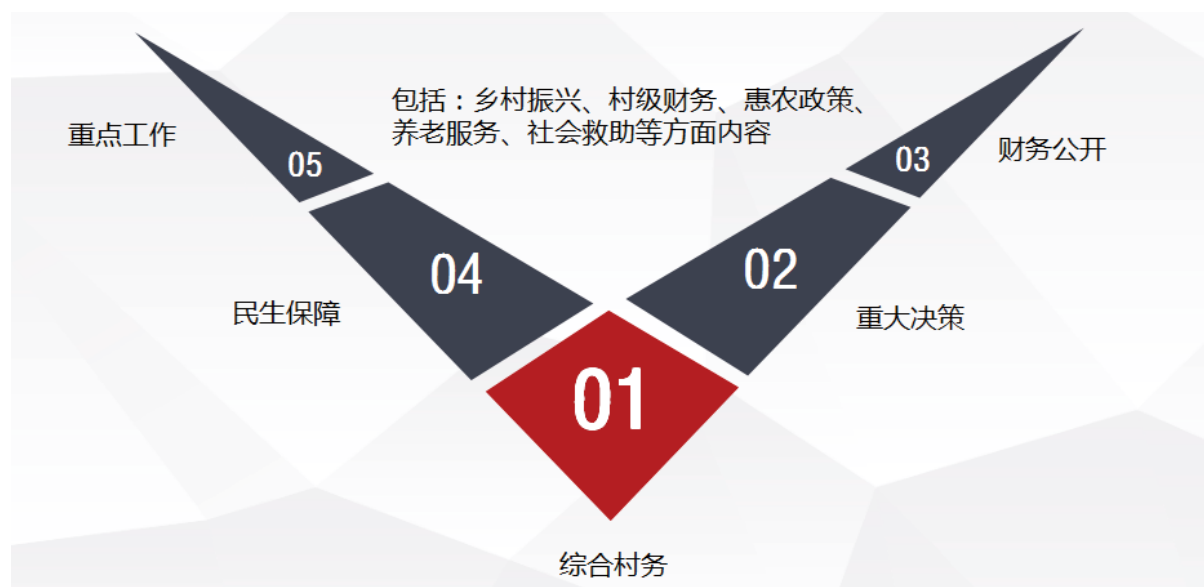 包括：乡村振兴、村级财务、惠农政策、
养老服务、社会救助等方面内容
重点工作
05
03
财务公开
04
02
民生保障
重大决策
01
综合村务